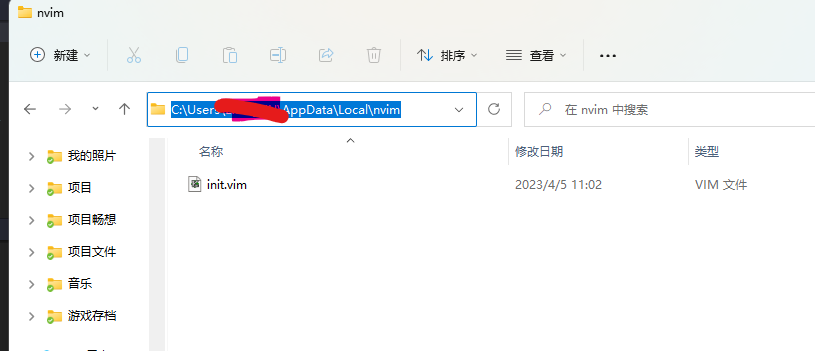 nvim
新建 排序 查看 ...
C:\Users\ \AppData\Local\nvim 在 nvim 中搜索
名称 修改日期 类型
我的照片
init.vim 2023/4/5 11:02 VIM 文件
项目
项目畅想
项目文件
音乐
游戏存档